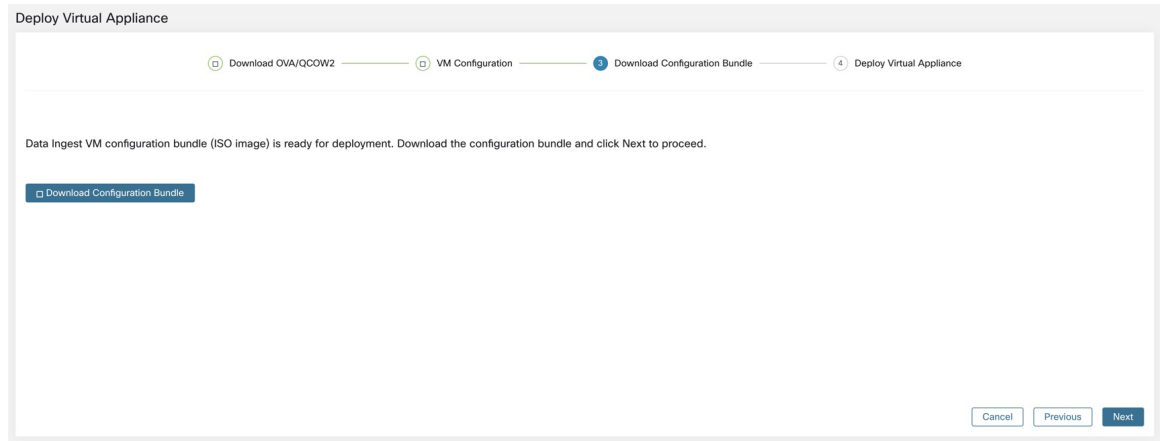 Deploy Virtual Appliance
Download OVA/QCOW2
VM Configuration
3 Download Configuration Bundle
4 Deploy Virtual Appliance
Data Ingest VM configuration bundle (ISO image) is ready for deployment. Download the configuration bundle and click Next to proceed.
Download Configuration Bundle
Cancel
Previous
Next